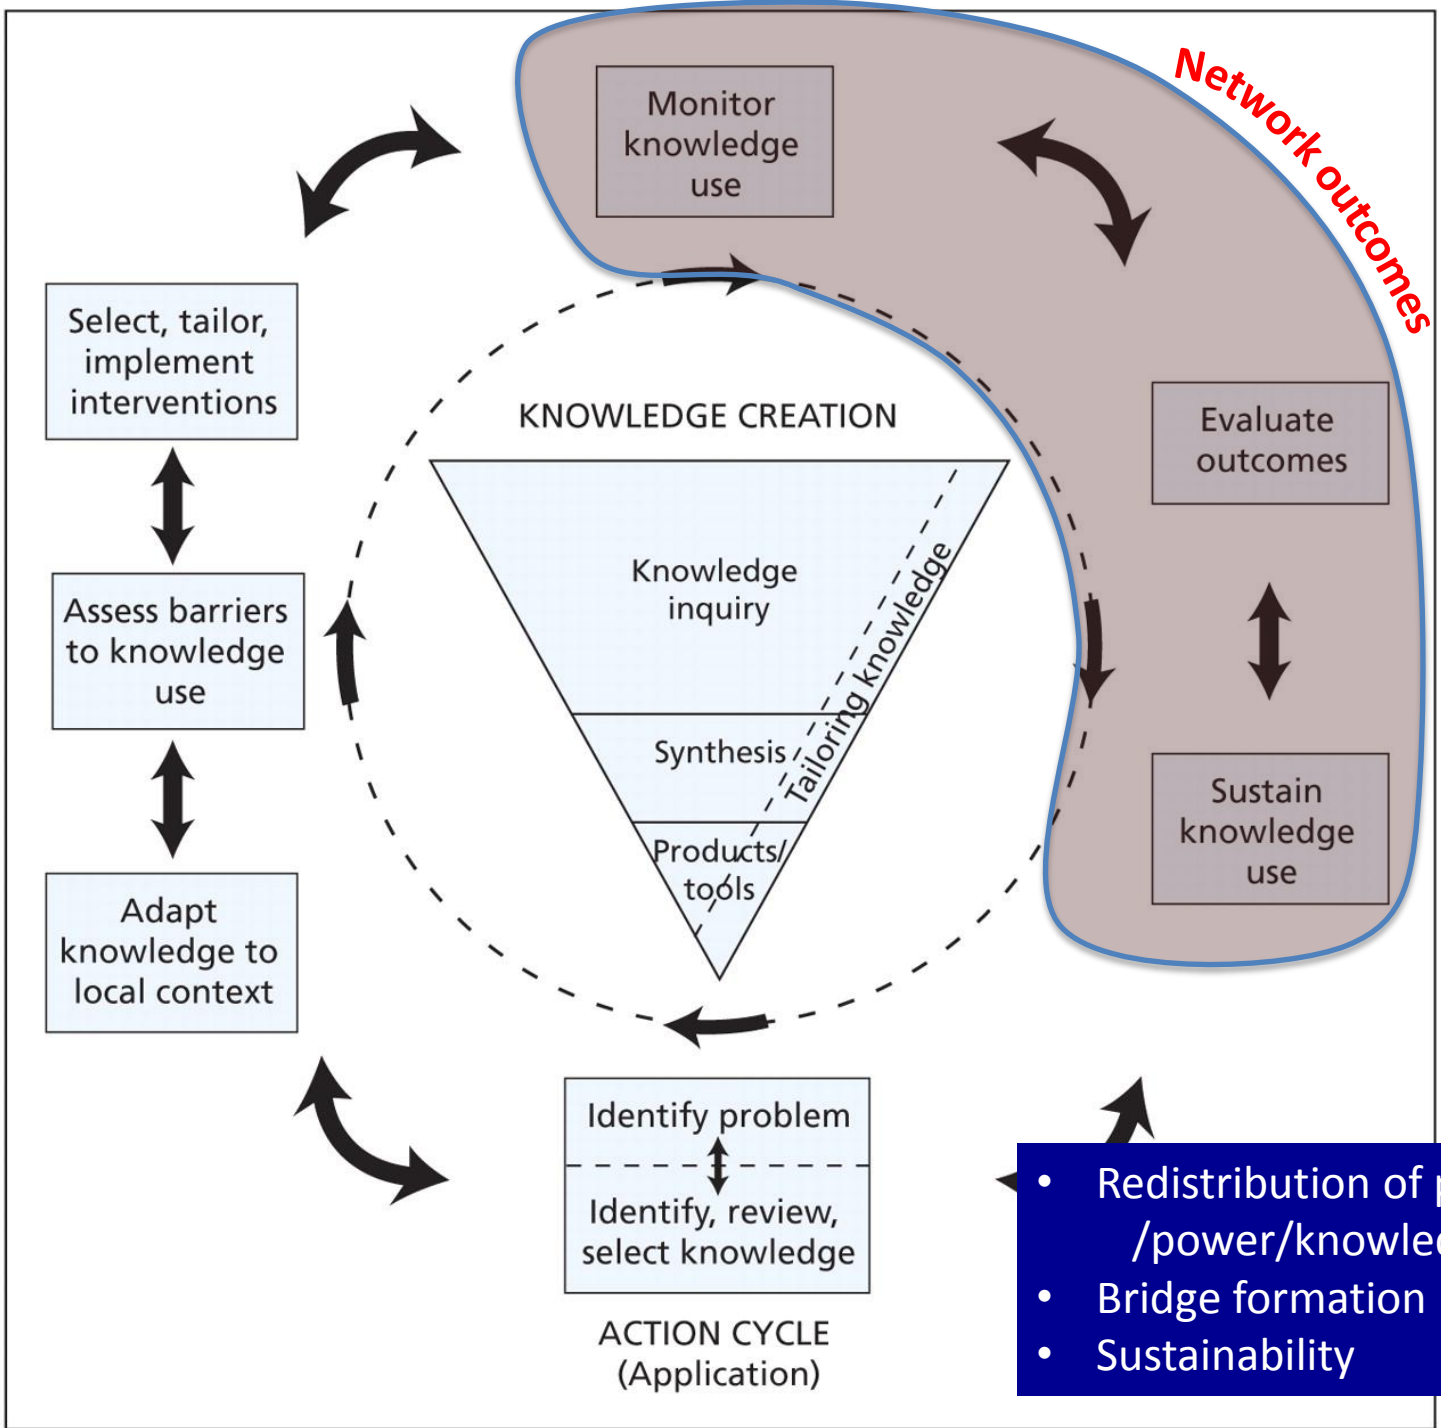 Network outcomes
Monitor
knowledge
use
Select, tailor,
implement
interventions
KNOWLEDGE CREATION
Evaluate
outcomes
Knowledge
inquiry
Tailoring knowledge
Assess barriers
to knowledge
use
Synthesis
Sustain
knowledge
use
Products/
tools
Adapt
knowledge to
local context
Identify problem
Identify, review,
select knowledge
ACTION CYCLE
(Application)
• Redistribution of
/power/
• Bridge formation
• Sustainability